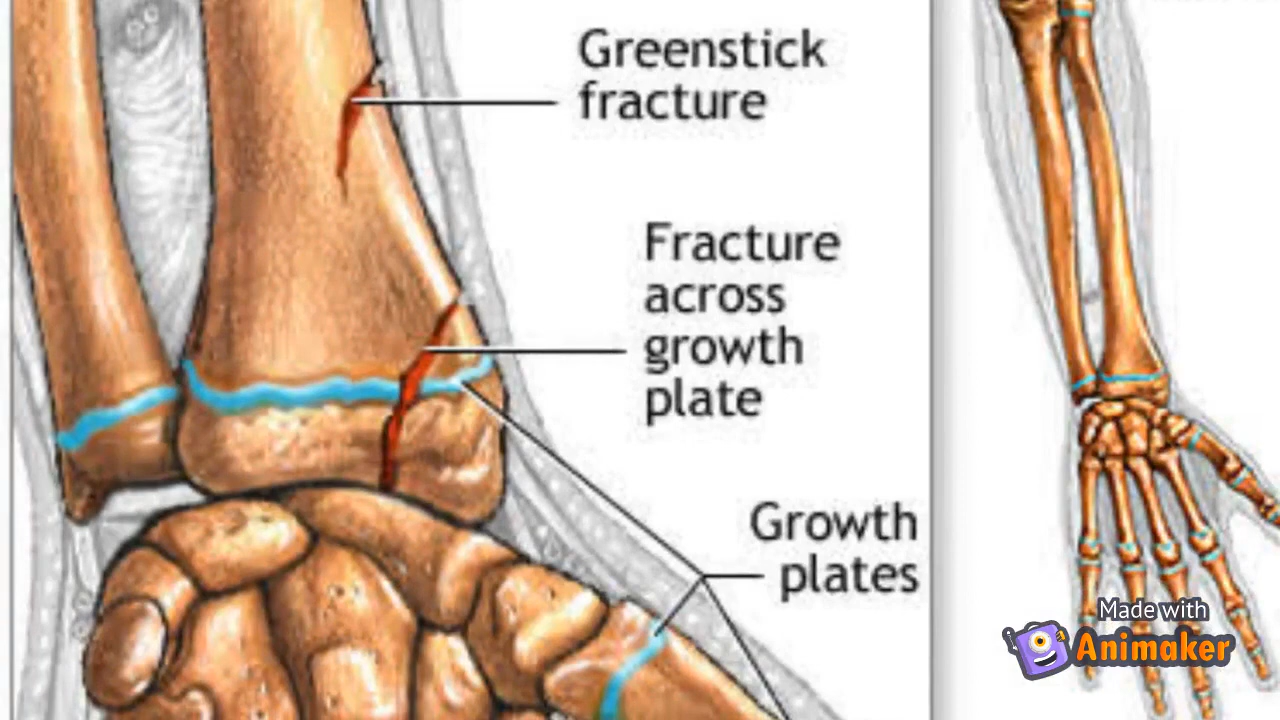 Greenstick
fracture
Fracture
across
growth
plate
Growth
plates
Made with
Animaker